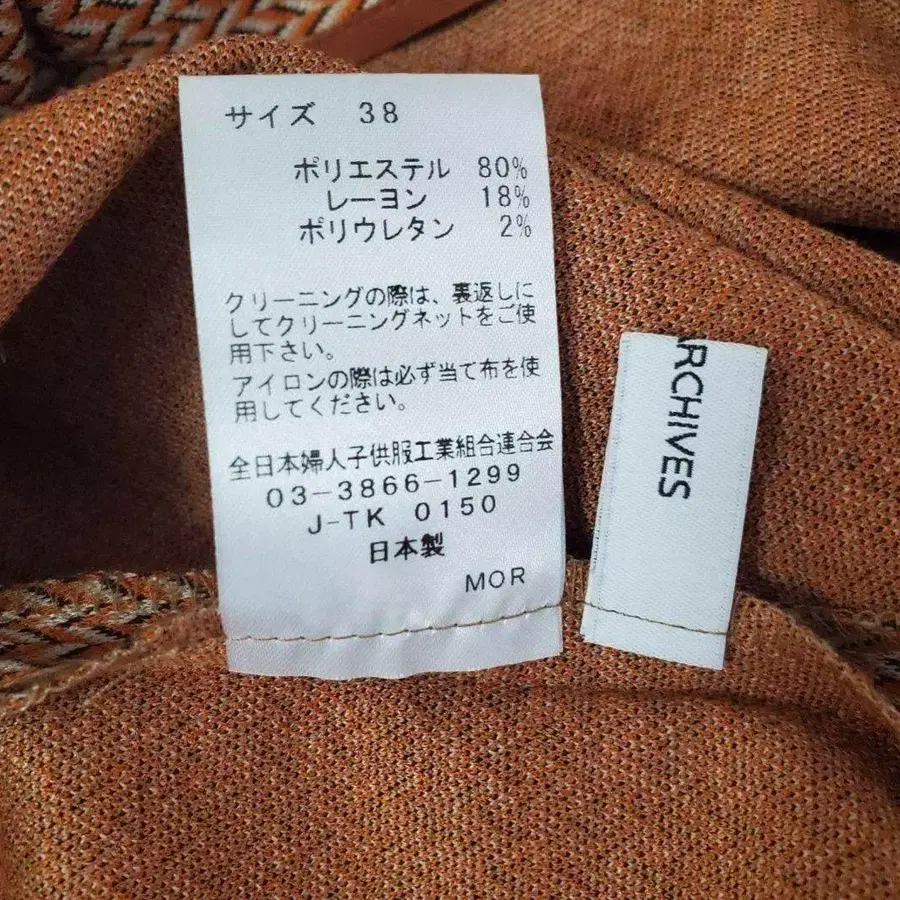 サイズ 38
ポリエステル 80%
レーヨン 18%
ポリウレタン 2%
クリーニングの際は、裏返しに
してクリーニングネットをご使
用下さい。
アイロンの際は必ず当て布を使
用してください。
全日本婦人子供服工業組合連合会
03-3866-1299
J-TK 0150
日本製
MOR
ARCHIVES